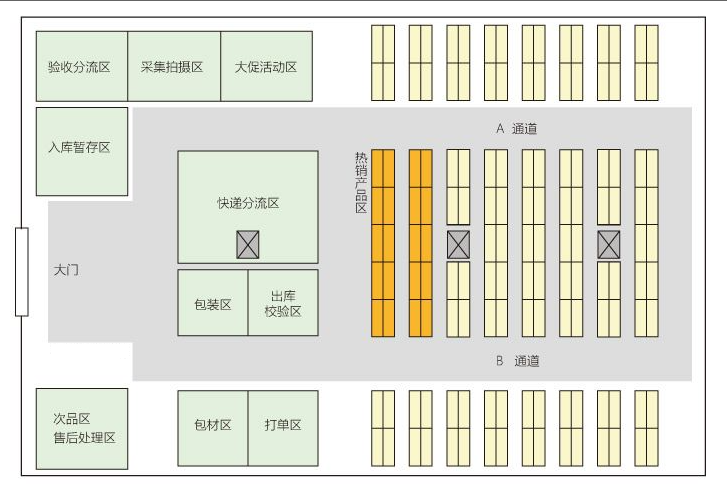 验收分流区
采集拍摄区
大促活动区
A 通道
入库暂存区
热销产品区
快递分流区
大门
包装区
出库
校验区
B 通道
次品区
售后处理区
包材区
打单区